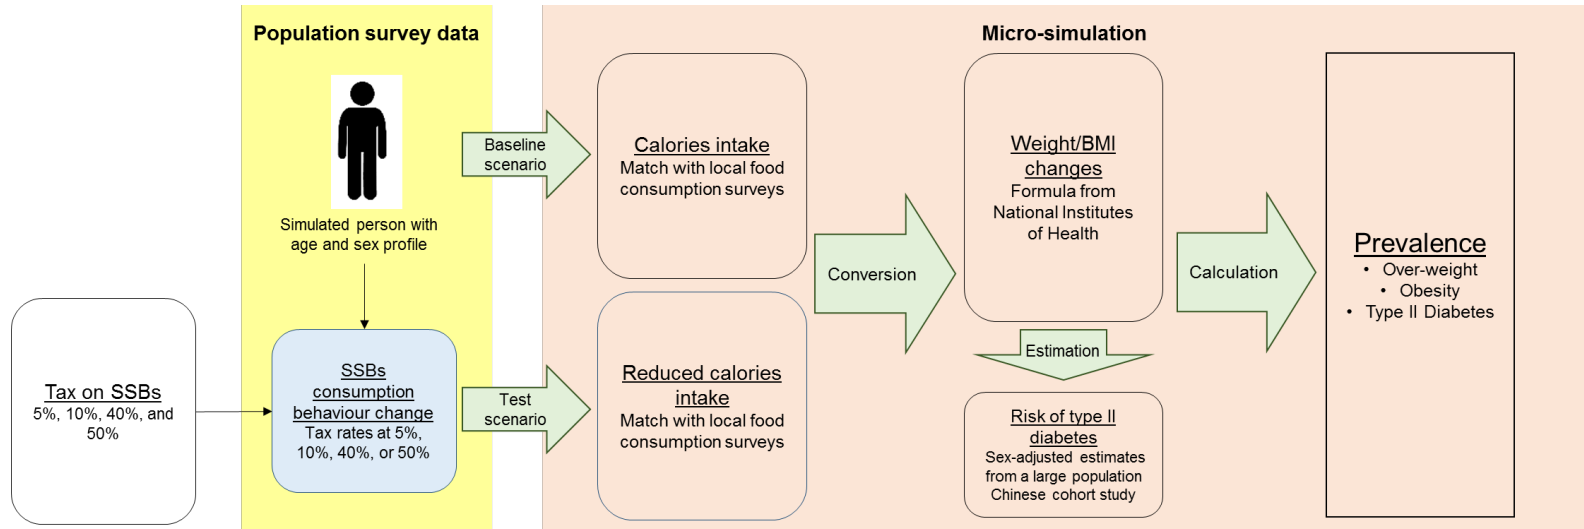 Population survey data
Simulated person with
age and sex profile
Tax on SSBs
5%, 10%, 40%, and
50%
SSBs
consumption
behaviour change
Tax rates at 5%,
10%, 40%, or 50%
Baseline
scenario
Test
scenario
Micro-simulation
Calories intake
Match with local food
consumption surveys
Reduced calories
intake
Match with local food
consumption surveys
Conversion
Weight/BMI
changes
Formula from
National Institutes
of Health
Estimation
Risk of type II
diabetes
Sex-adjusted estimates
from a large population
Chinese cohort study
Calculation
Prevalence
• Over-weight
• Obesity
• Type II Diabetes